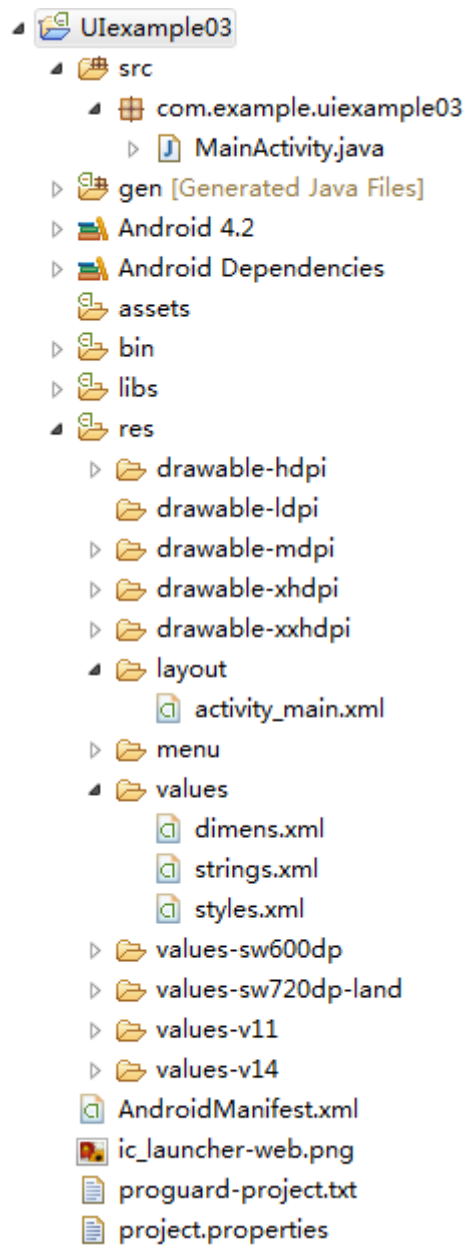 UIexample03
src
com.example.uiexample03
MainActivity.java
gen [Generated Java Files]
Android 4.2
Android Dependencies
assets
bin
libs
res
drawable-hdpi
drawable-ldpi
drawable-mdpi
drawable-xhdpi
drawable-xxhdpi
layout
activity_main.xml
menu
values
dimens.xml
strings.xml
styles.xml
values-sw600dp
values-sw720dp-land
values-v11
values-v14
AndroidManifest.xml
ic_launcher-web.png
proguard-project.txt
project.properties